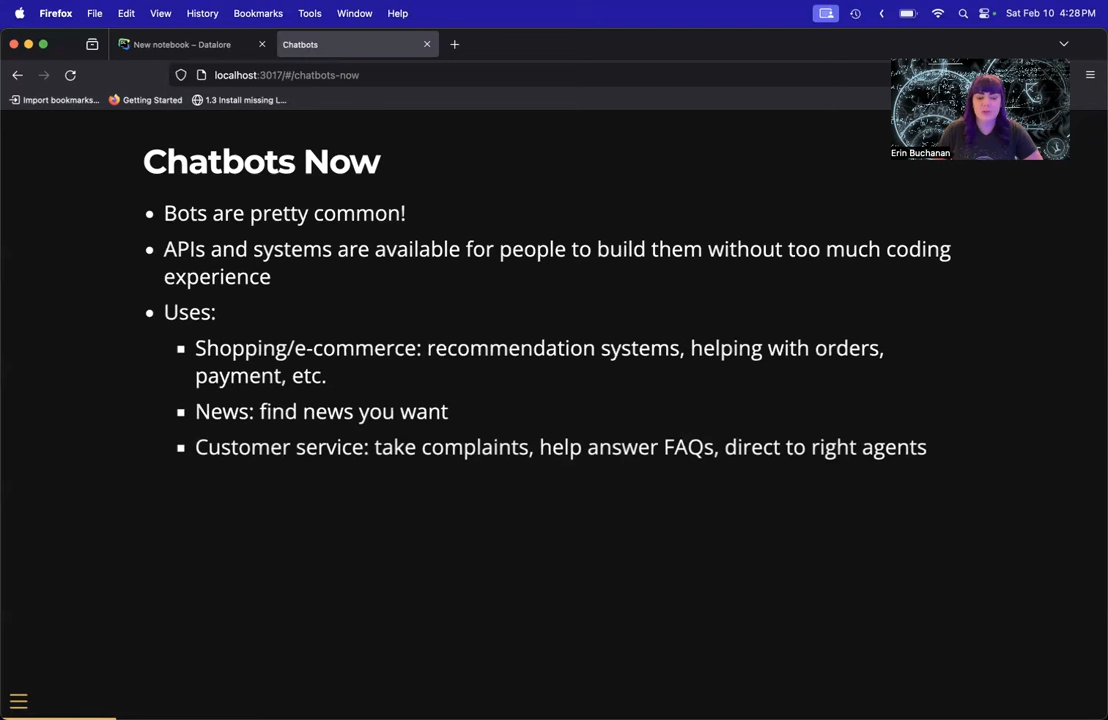 Firefox File Edit View History Bookmarks Tools Window Help Sat Feb 10 4:28 PM
New notebook – Datalore Chatbots
localhost:3017/#/chatbots-now
Import bookmarks... Getting Started 1.3 Install missing L...
Erin Buchanan
Chatbots Now
Bots are pretty common!
APIs and systems are available for people to build them without too much coding
experience
Uses:
Shopping/e-commerce: recommendation systems, helping with orders,
payment, etc.
News: find news you want
Customer service: take complaints, help answer FAQs, direct to right agents